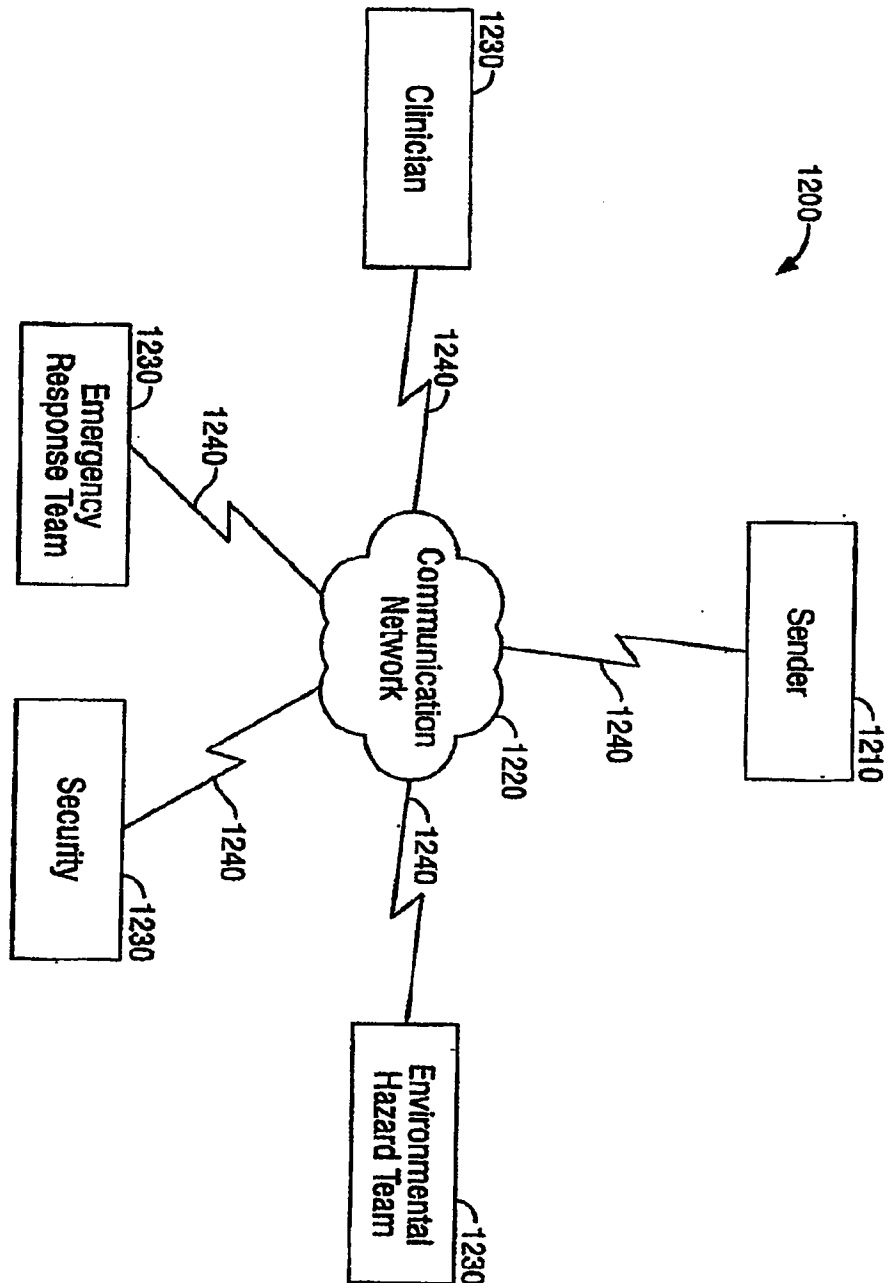 1200
Sender
1210
1240
Clinician
1230
1240
Communication
Network
1220
1240
Environmental
Hazard Team
1230
1240
Emergency
Response Team
1230
1240
Security
1230